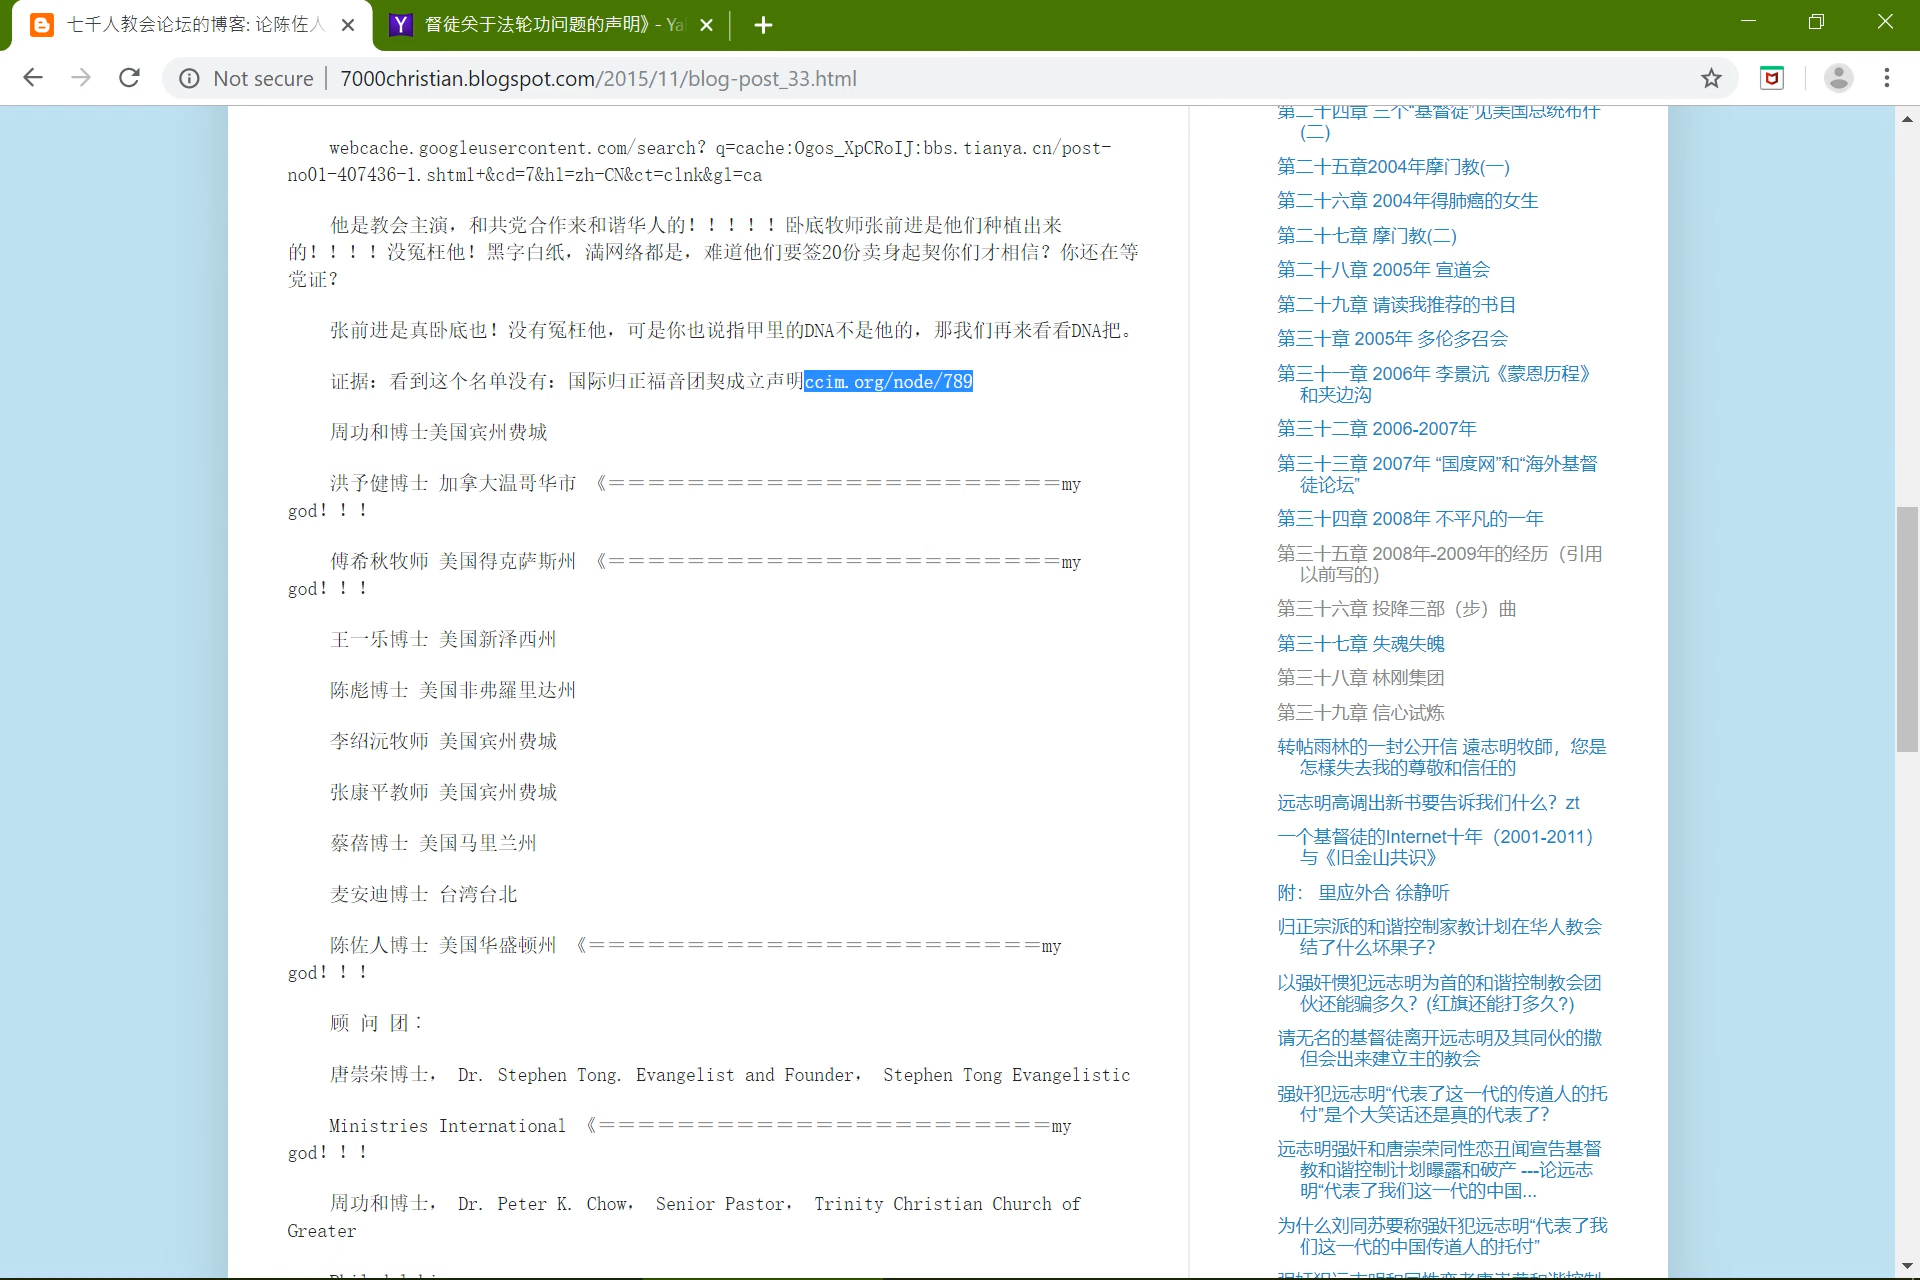 七千人教会论坛的博客: 论陈佐人
督徒关于法轮功问题的声明》 - Ya
Not secure
7000christian.blogspot.com/2015/11/blog-post_33.html
webcache.googleusercontent.com/search? q=cache:Ogos_XpCRoIJ:bbs.tianya.cn/post-
no01-407436-1.shtml+&cd=7&hl=zh-CN&ct=clnk&gl=ca
他是教会主演，和共党合作来和谐华人的！！！！！卧底牧师张前进是他们种植出来
的！！！！没冤枉他！黑字白纸，满网络都是，难道他们要签20份卖身起契你们才相信？你还在等
党证？
张前进是真卧底也！没有冤枉他，可是你也说指甲里的DNA不是他的，那我们再来看看DNA把。
证据：看到这个名单没有：国际归正福音团契成立声明ccim.org/node/789
周功和博士美国宾州费城
洪予健博士 加拿大温哥华市 《=======================my
god！！！
傅希秋牧师 美国得克萨斯州 《=======================my
god！！！
王一乐博士 美国新泽西州
陈彪博士 美国非弗羅里达州
李绍沅牧师 美国宾州费城
张康平教师 美国宾州费城
蔡蓓博士 美国马里兰州
麦安迪博士 台湾台北
陈佐人博士 美国华盛顿州 《=======================my
god！！！
顾 问 团：
唐崇荣博士， Dr. Stephen Tong. Evangelist and Founder， Stephen Tong Evangelistic
Ministries International 《=======================my
god！！！
周功和博士， Dr. Peter K. Chow， Senior Pastor， Trinity Christian Church of
Greater
第二十四章 三个“基督徒”见美国总统布什
(二)
第二十五章2004年摩门教(一)
第二十六章 2004年得肺癌的女生
第二十七章 摩门教(二)
第二十八章 2005年 宣道会
第二十九章 请读我推荐的书目
第三十章 2005年 多伦多召会
第三十一章 2006年 李景沆《蒙恩历程》
和夹边沟
第三十二章 2006-2007年
第三十三章 2007年 “国度网”和“海外基督
徒论坛”
第三十四章 2008年 不平凡的一年
第三十五章 2008年-2009年的经历（引用
以前写的）
第三十六章 投降三部（步）曲
第三十七章 失魂失魄
第三十八章 林刚集团
第三十九章 信心试炼
转帖雨林的一封公开信 遠志明牧師，您是
怎樣失去我的尊敬和信任的
远志明高调出新书要告诉我们什么？zt
一个基督徒的Internet十年（2001-2011）
与《旧金山共识》
附： 里应外合 徐静听
归正宗派的和谐控制家教计划在华人教会
结了什么坏果子？
以强奸惯犯远志明为首的和谐控制教会团
伙还能骗多久？(红旗还能打多久?)
请无名的基督徒离开远志明及其同伙的撒
但会出来建立主的教会
强奸犯远志明“代表了这一代的传道人的托
付”是个大笑话还是真的代表了？
远志明强奸和唐崇荣同性恋丑闻宣告基督
教和谐控制计划曝露和破产 ---论远志
明“代表了我们这一代的中国...
为什么刘同苏要称强奸犯远志明“代表了我
们这一代的中国传道人的托付”